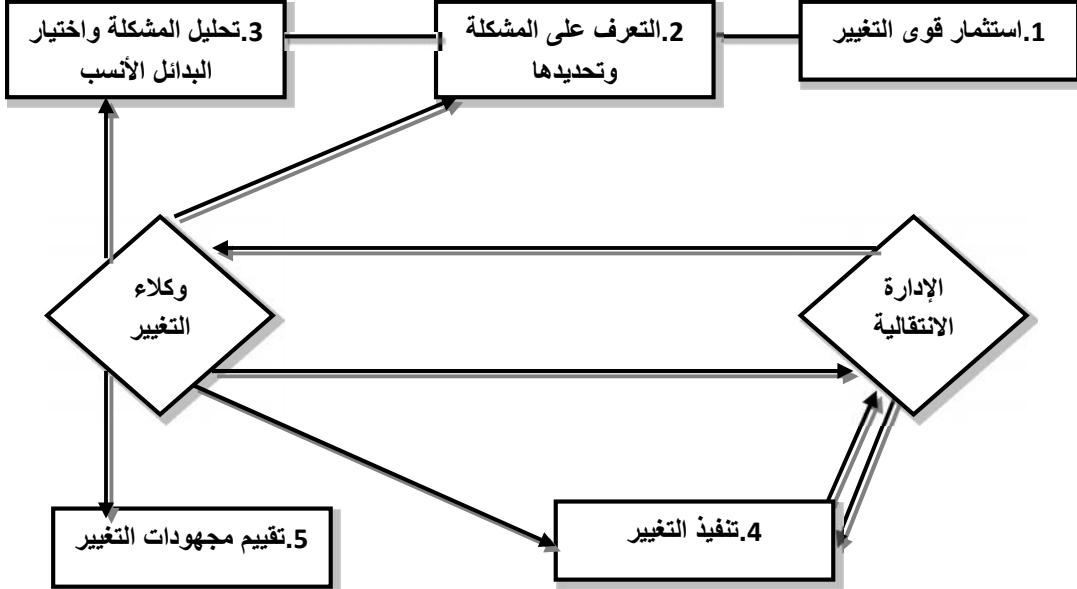 1.استثمار قوى التغيير
2.التعرف على المشكلة
وتحديدها
3.تحليل المشكلة واختيار
البدائل الأنسب
الإدارة
الانتقالية
وكلاء
التغيير
4.تنفيذ التغيير
5.تقييم مجهودات التغيير